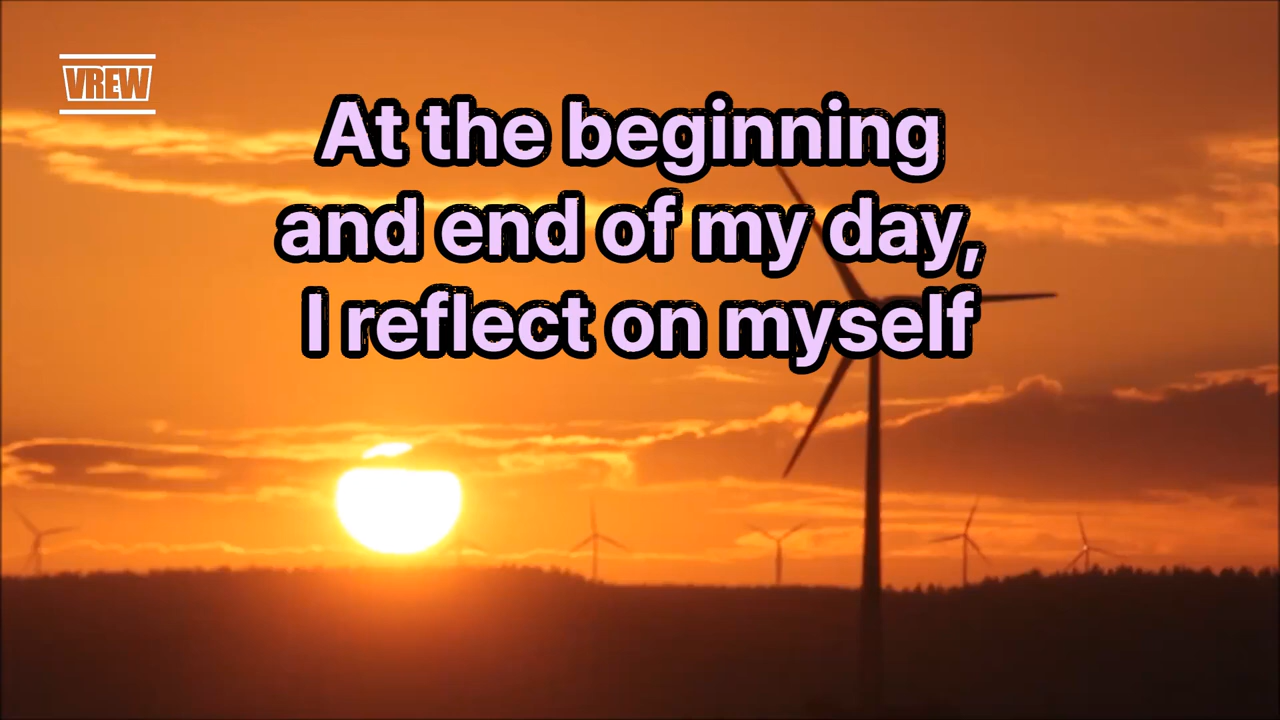 VREW
At the beginning
and end of my day,
I reflect on myself